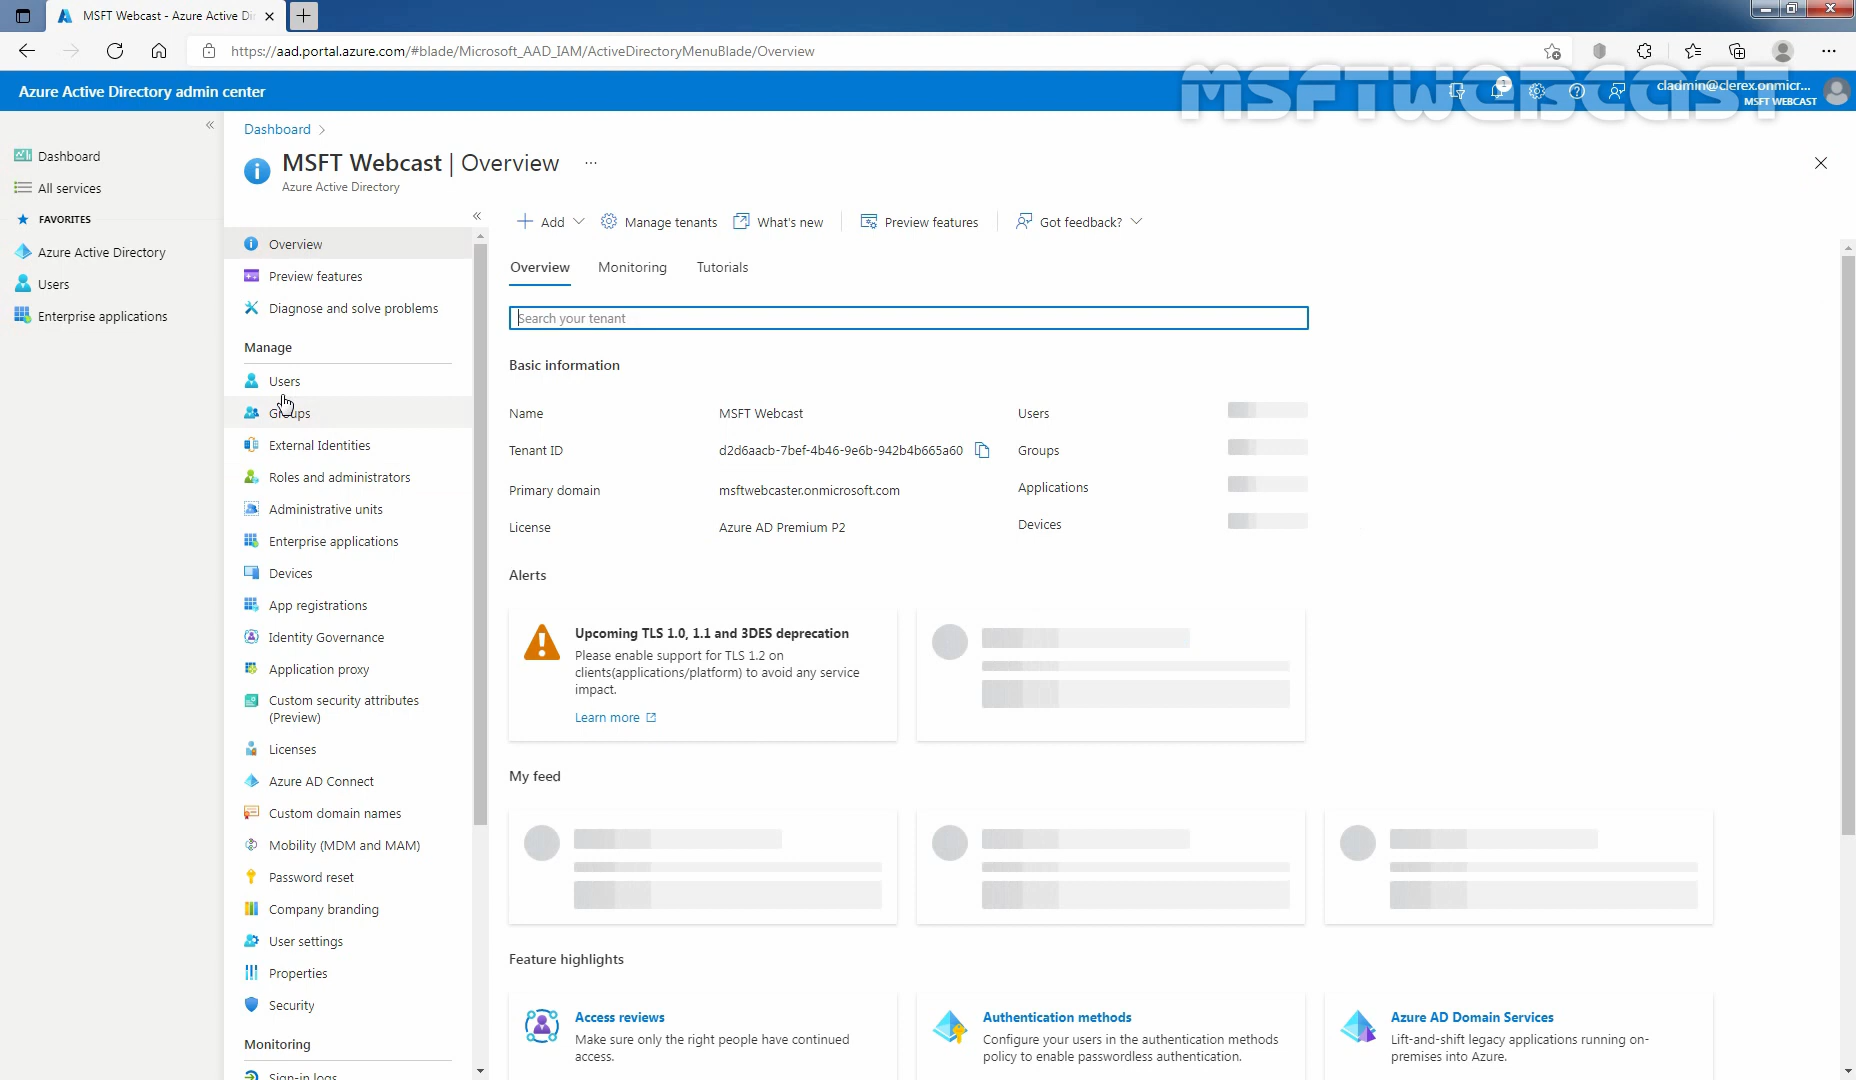 MSFT Webcast - Azure Active Di
https://aad.portal.azure.com/#blade/Microsoft_AAD_IAM/ActiveDirectoryMenuBlade/Overview
MSFTWEBCAST
Azure Active Directory admin center
1
cladmin@clerex.onmicr...
MSFT WEBCAST
Dashboard
All services
FAVORITES
Azure Active Directory
Users
Enterprise applications
Dashboard
MSFT Webcast | Overview
Azure Active Directory
Overview
Preview features
Diagnose and solve problems
Manage
Users
Groups
External Identities
Roles and administrators
Administrative units
Enterprise applications
Devices
App registrations
Identity Governance
Application proxy
Custom security attributes
(Preview)
Licenses
Azure AD Connect
Custom domain names
Mobility (MDM and MAM)
Password reset
Company branding
User settings
Properties
Security
Monitoring
Sign-in logs
Add
Manage tenants
What's new
Preview features
Got feedback?
Overview
Monitoring
Tutorials
Search your tenant
Basic information
Name
MSFT Webcast
Users
Tenant ID
d2d6aacb-7bef-4b46-9e6b-942b4b665a60
Groups
Primary domain
msftwebcaster.onmicrosoft.com
Applications
License
Azure AD Premium P2
Devices
Alerts
Upcoming TLS 1.0, 1.1 and 3DES deprecation
Please enable support for TLS 1.2 on
clients(applications/platform) to avoid any service
impact.
Learn more
My feed
Feature highlights
Access reviews
Make sure only the right people have continued
access.
Authentication methods
Configure your users in the authentication methods
policy to enable passwordless authentication.
Azure AD Domain Services
Lift-and-shift legacy applications running on-
premises into Azure.